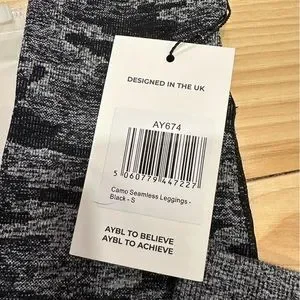 DESIGNED IN THE UK
AY674
5 060779 447227
Camo Seamless Leggings -
Black - S
AYBL TO BELIEVE
AYBL TO ACHIEVE